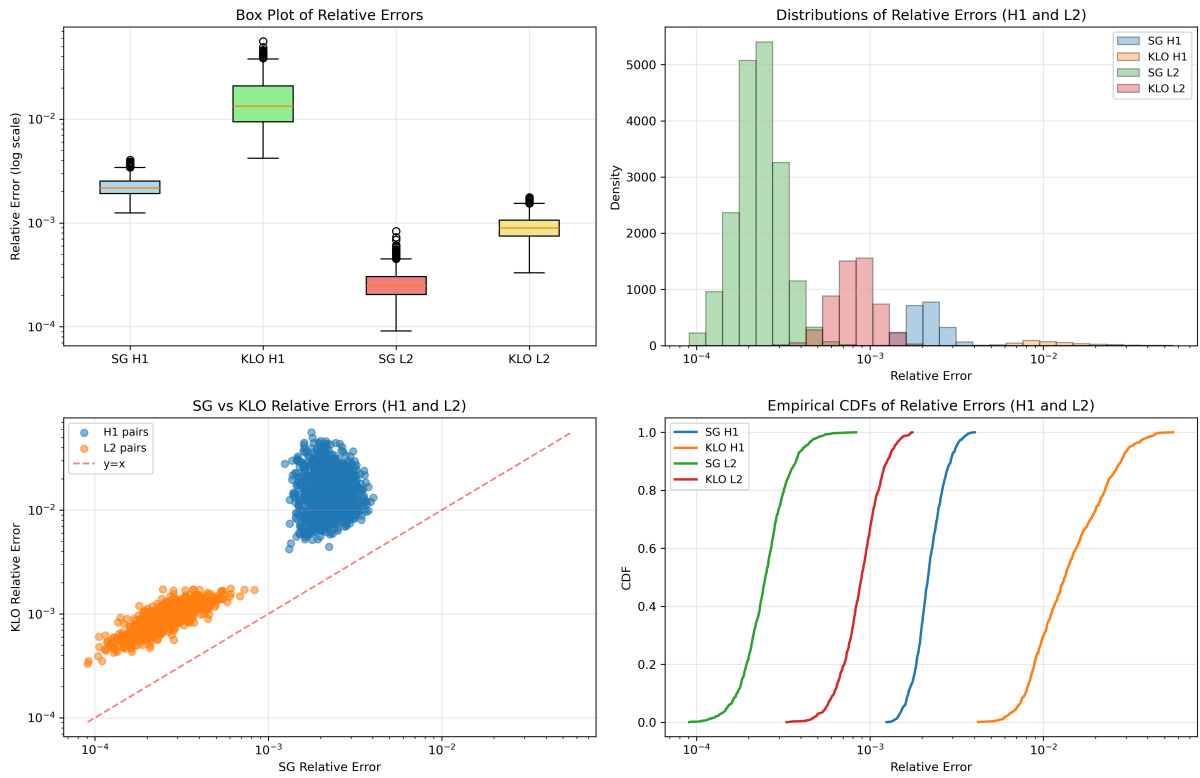 Box Plot of Relative Errors
Relative Error (log scale)
10⁻²
10⁻³
10⁻⁴
SG H1
KLO H1
SG L2
KLO L2
Distributions of Relative Errors (H1 and L2)
Density
5000
4000
3000
2000
1000
0
SG H1
KLO H1
SG L2
KLO L2
10⁻⁴
10⁻³
10⁻²
Relative Error
SG vs KLO Relative Errors (H1 and L2)
H1 pairs
L2 pairs
y=x
KLO Relative Error
10⁻²
10⁻³
10⁻⁴
10⁻⁴
10⁻³
10⁻²
SG Relative Error
Empirical CDFs of Relative Errors (H1 and L2)
SG H1
KLO H1
SG L2
KLO L2
CDF
1.0
0.8
0.6
0.4
0.2
0.0
10⁻⁴
10⁻³
10⁻²
Relative Error